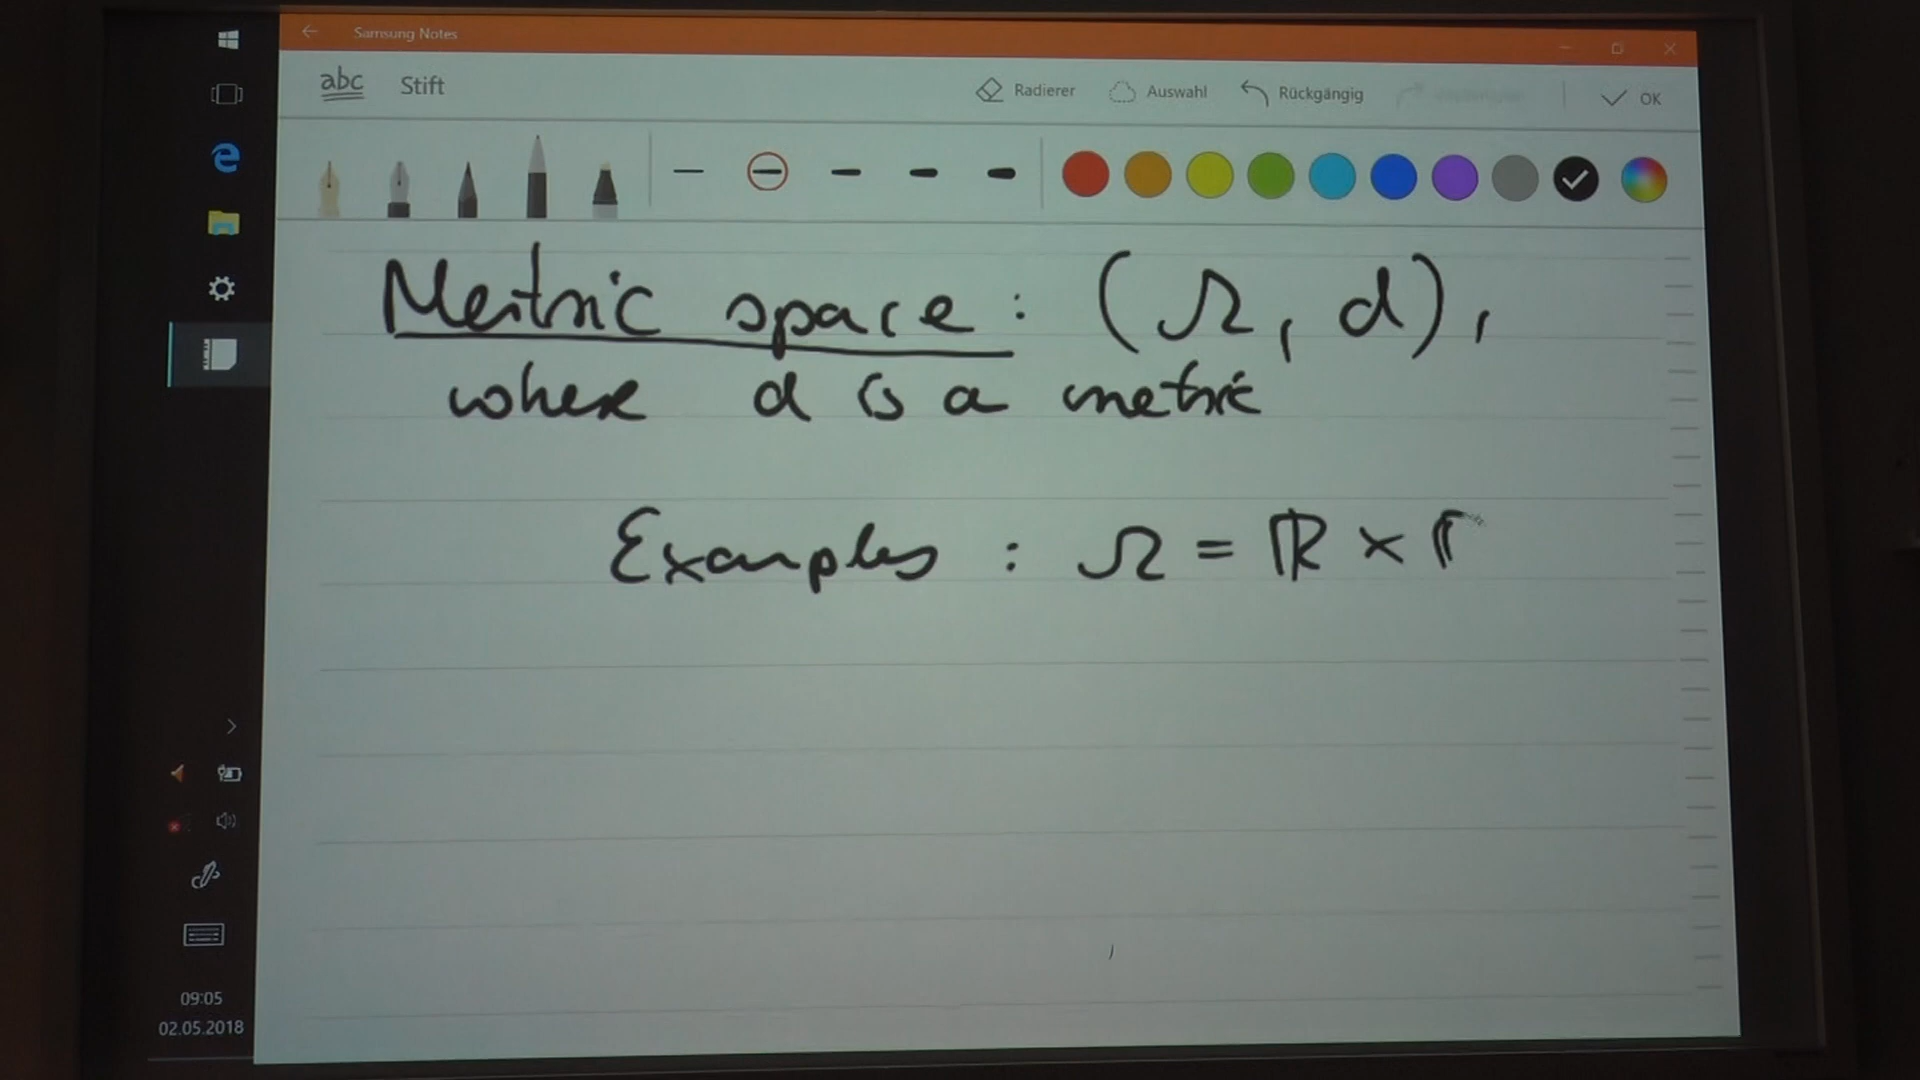 Samsung Notes
abc Stift Radierer Auswahl Rückgängig OK
Metric space : (Ω, d),
where d is a metric
Examples : Ω = ℝ ×
09:05
02.05.2018